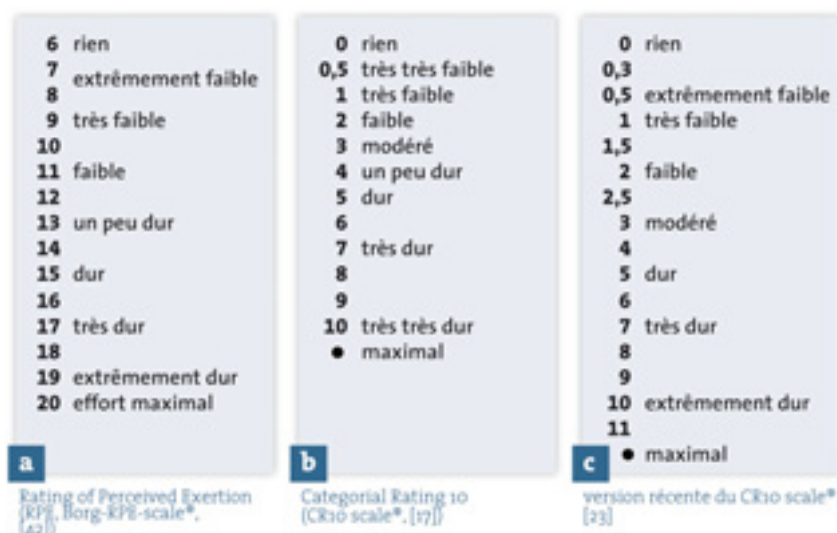 6 rien
7
extrêmement faible
8
9 très faible
10
11 faible
12
13 un peu dur
14
15 dur
16
17 très dur
18
19 extrêmement dur
20 effort maximal
a
Rating of Perceived Exertion
(RPE, Borg-RPE-scale®,
[42])
0 rien
0,5 très très faible
1 très faible
2 faible
3 modéré
4 un peu dur
5 dur
6
7 très dur
8
9
10 très très dur
● maximal
b
Categorial Rating 10
(CR10 scale®, [17])
0 rien
0,3
0,5 extrêmement faible
1 très faible
1,5
2 faible
2,5
3 modéré
4
5 dur
6
7 très dur
8
9
10 extrêmement dur
11
● maximal
c
version récente du CR10 scale®
[23]